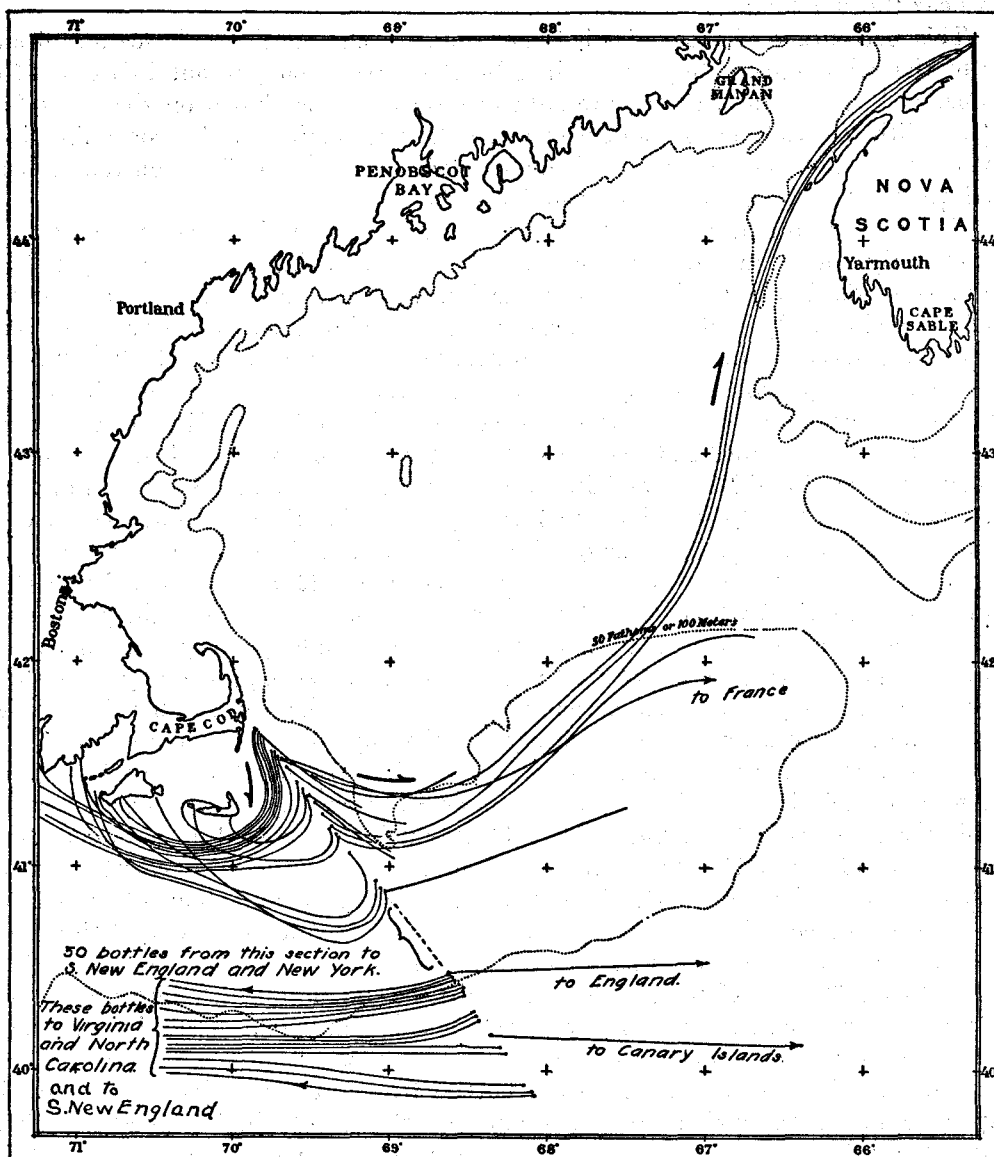 71° 70° 69° 68° 67° 66°
GRAND
MANAN
PENOBSCOT
BAY
NOVA
SCOTIA
44° 44°
Yarmouth
Portland
CAPE
SABLE
43° 43°
Boston
50 Fathoms or 100 Meters
42° 42°
to France
CAPE COD
41° 41°
50 bottles from this section to
S. New England and New York.
to England.
These bottles
to Virginia
and North
Carolina
and to
S. New England
to Canary Islands.
40° 40°
71° 70° 69° 68° 67° 66°